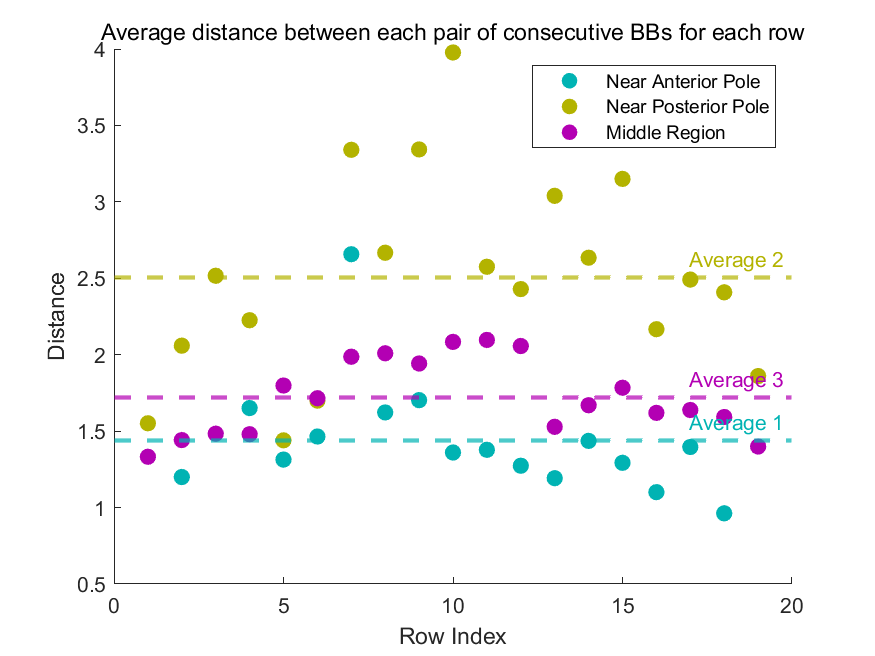 Average distance between each pair of consecutive BBs for each row
Near Anterior Pole
Near Posterior Pole
Middle Region
Average 2
Average 3
Average 1
4
3.5
3
2.5
2
1.5
1
0.5
Distance
0 5 10 15 20
Row Index